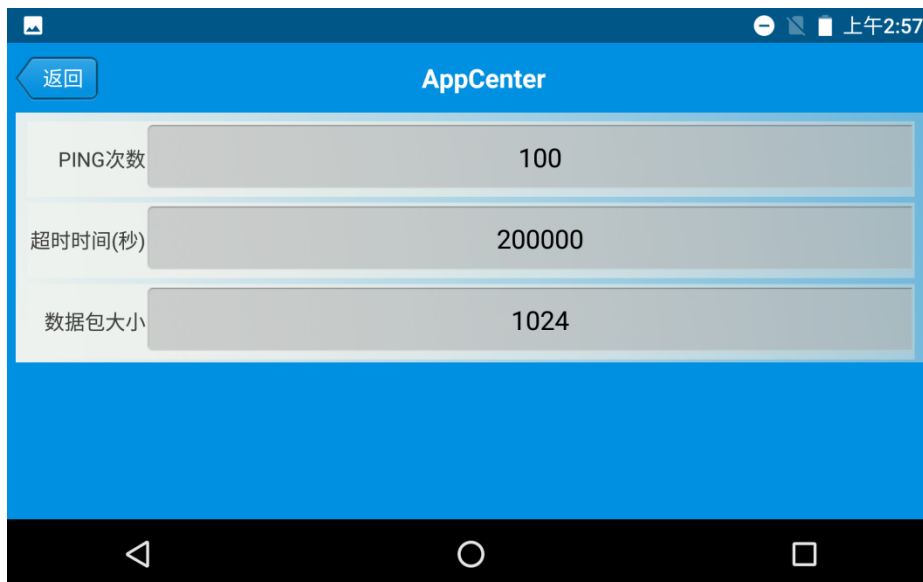 上午2:57
返回
AppCenter
PING次数
100
超时时间(秒)
200000
数据包大小
1024